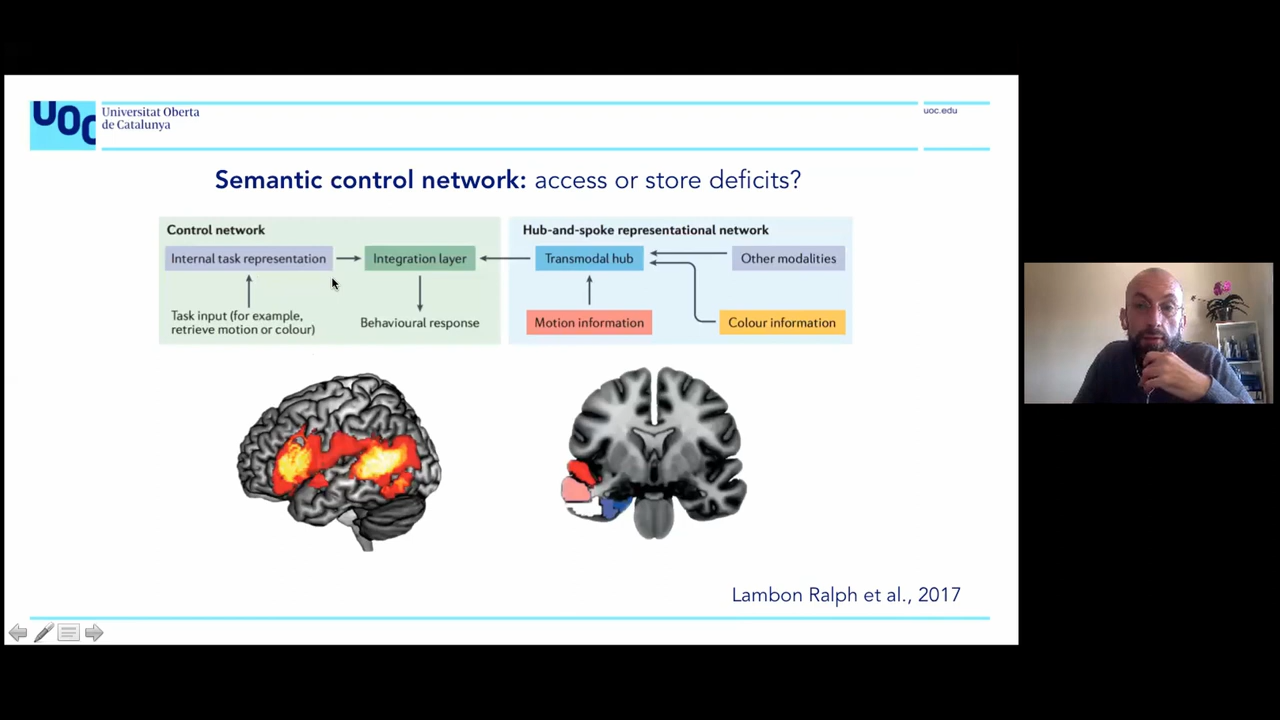 UOC
Universitat Oberta
de Catalunya
uoc.edu
Semantic control network: access or store deficits?
Control network
Internal task representation
Integration layer
Task input (for example,
retrieve motion or colour)
Behavioural response
Hub-and-spoke representational network
Transmodal hub
Other modalities
Motion information
Colour information
Lambon Ralph et al., 2017